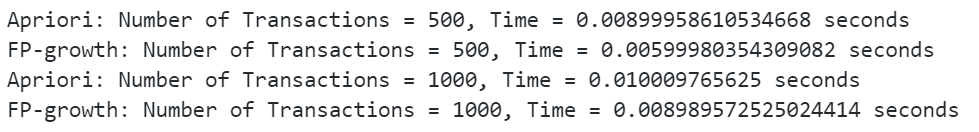 Apriori: Number of Transactions = 500, Time = 0.00899958610534668 seconds
FP-growth: Number of Transactions = 500, Time = 0.00599980354309082 seconds
Apriori: Number of Transactions = 1000, Time = 0.010009765625 seconds
FP-growth: Number of Transactions = 1000, Time = 0.008989572525024414 seconds